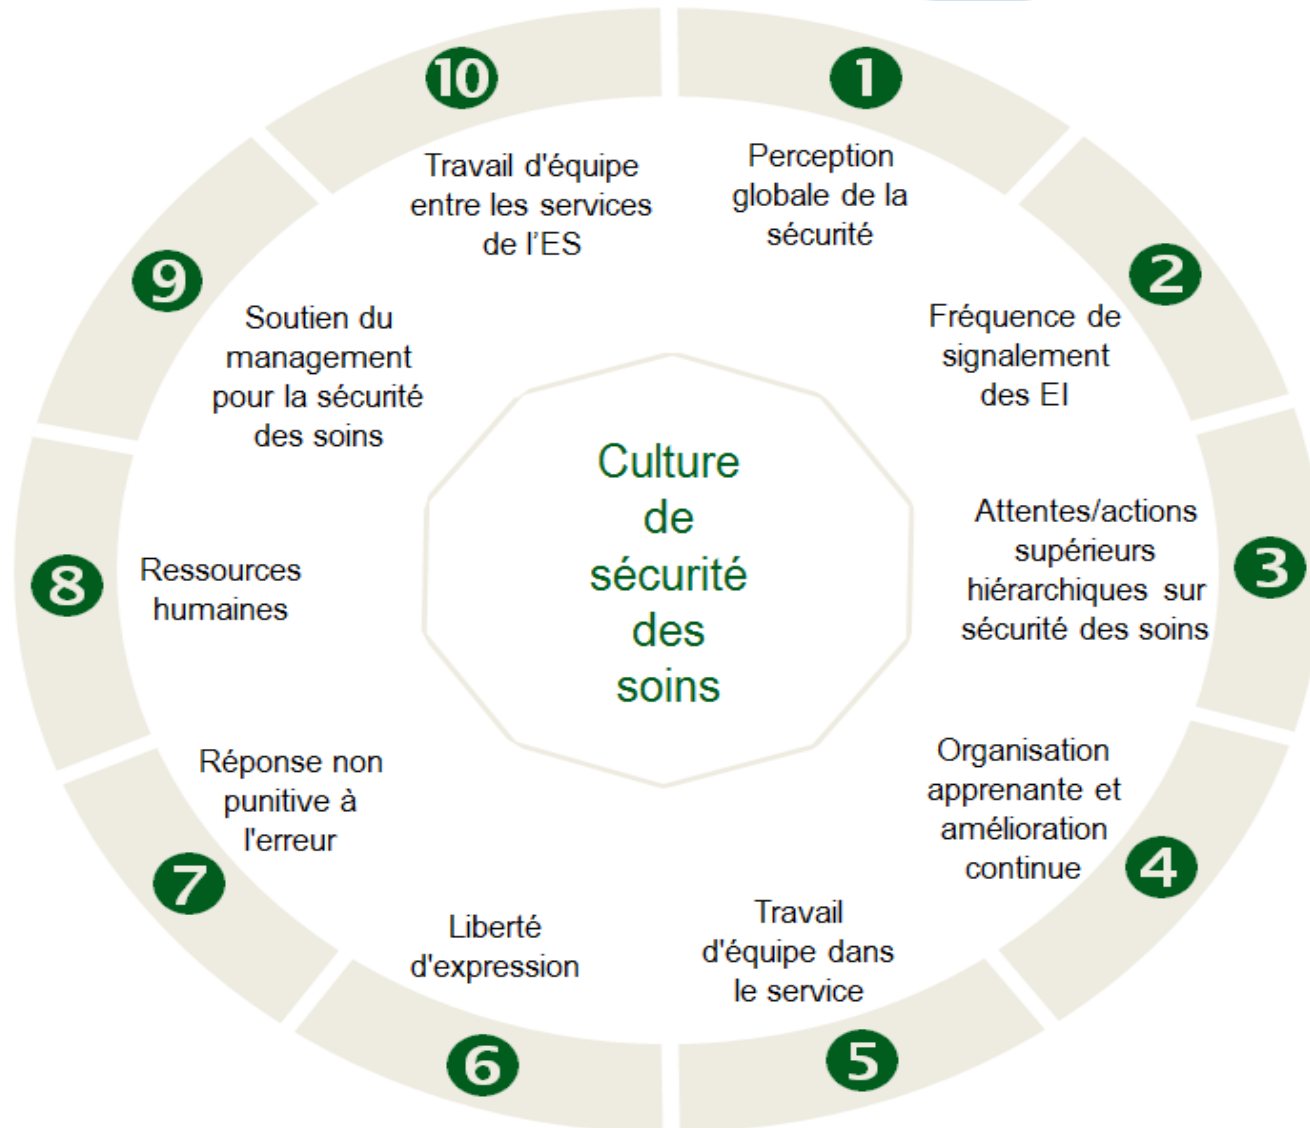 1
Perception
globale de la
sécurité
2
Fréquence de
signalement
des EI
3
Attentes/actions
supérieurs
hiérarchiques sur
sécurité des soins
4
Organisation
apprenante et
amélioration
continue
5
Travail
d'équipe dans
le service
6
Liberté
d'expression
7
Réponse non
punitive à
l'erreur
8
Ressources
humaines
9
Soutien du
management
pour la sécurité
des soins
10
Travail d'équipe
entre les services
de l'ES
Culture
de
sécurité
des
soins